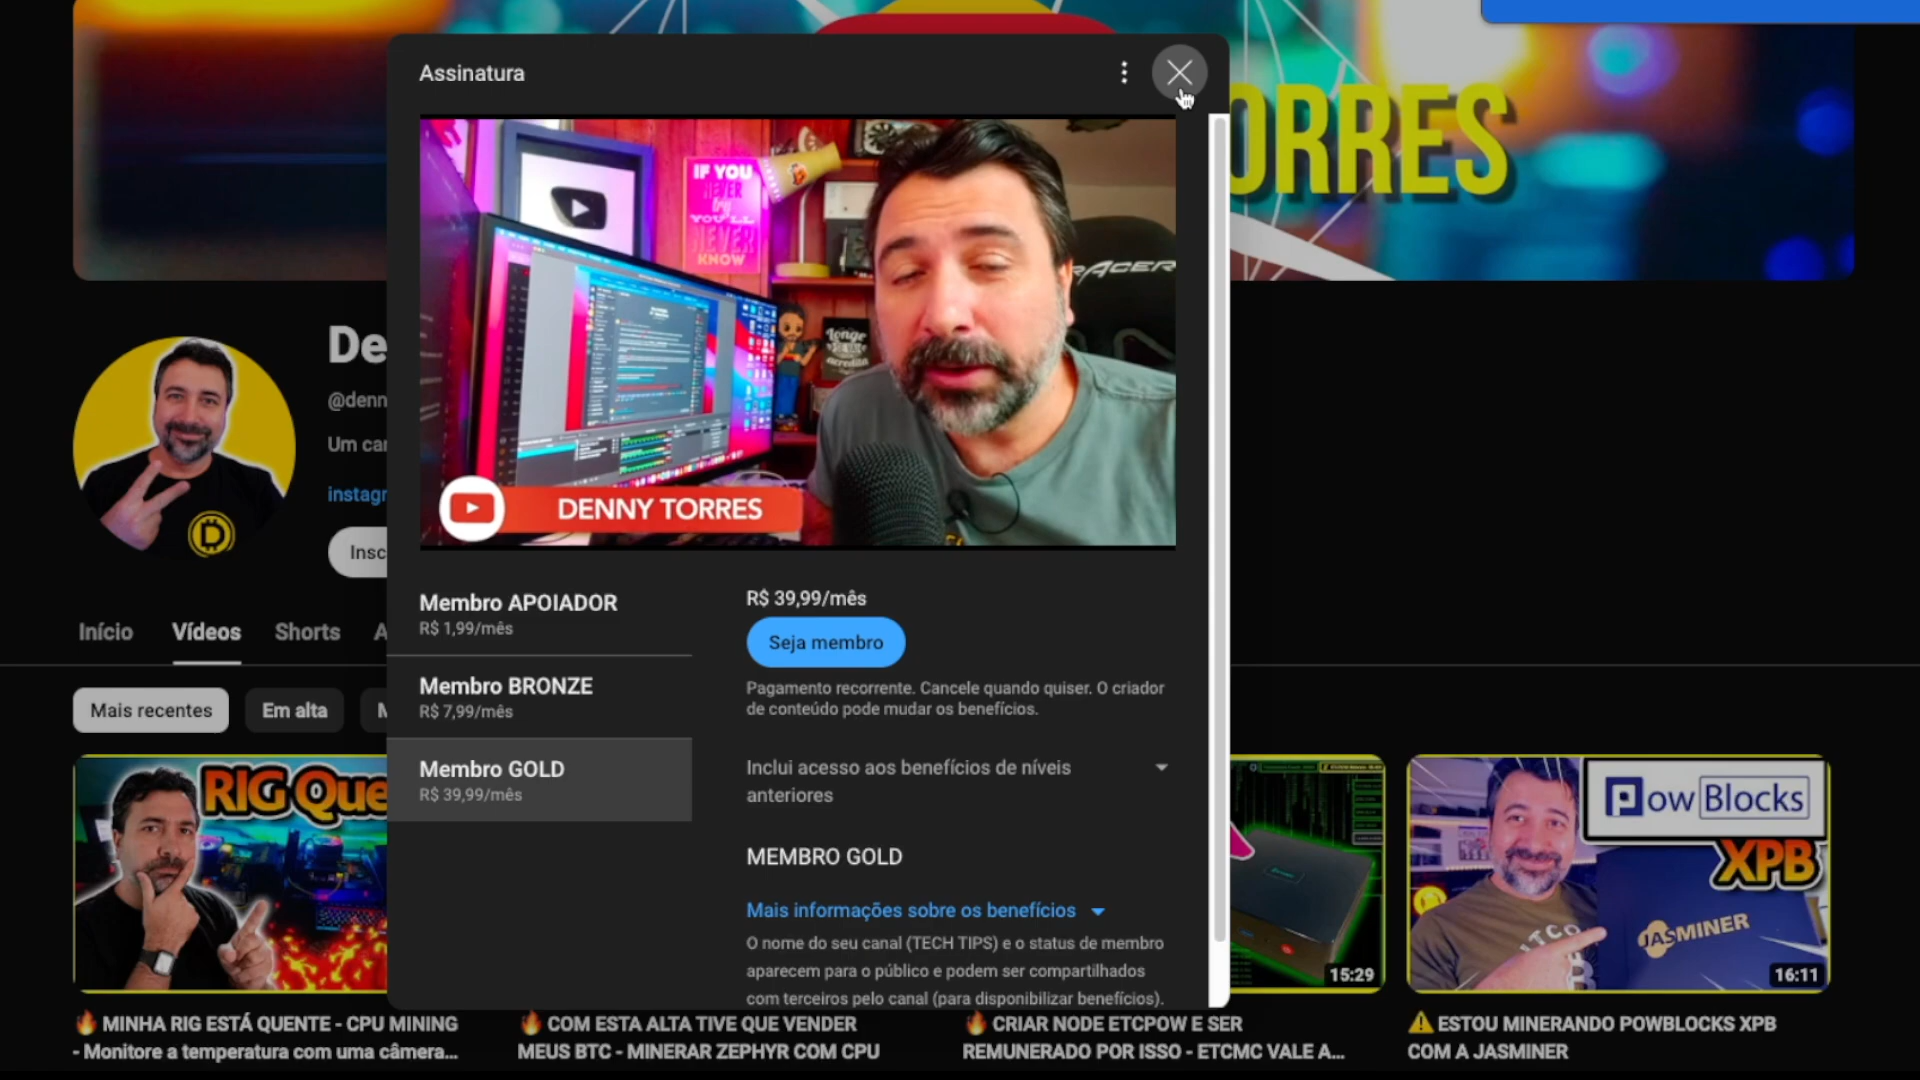 ORRES
Assinatura
IF YOU
NEVER
try
YOU'LL
NEVER
KNOW
Longe
acredita
RACER
DENNY TORRES
De
@denn
Um ca
instagr
Insc
Membro APOIADOR
R$ 1,99/mês
Membro BRONZE
R$ 7,99/mês
Membro GOLD
R$ 39,99/mês
R$ 39,99/mês
Seja membro
Pagamento recorrente. Cancele quando quiser. O criador
de conteúdo pode mudar os benefícios.
Inclui acesso aos benefícios de níveis
anteriores
MEMBRO GOLD
Mais informações sobre os benefícios
O nome do seu canal (TECH TIPS) e o status de membro
aparecem para o público e podem ser compartilhados
com terceiros pelo canal (para disponibilizar benefícios).
Início Vídeos Shorts A
Mais recentes Em alta M
RIG Que
15:29
PowBlocks
XPB
JASMINER
16:11
🔥 MINHA RIG ESTÁ QUENTE - CPU MINING
- Monitore a temperatura com uma câmera...
🔥 COM ESTA ALTA TIVE QUE VENDER
MEUS BTC - MINERAR ZEPHYR COM CPU
🔥 CRIAR NODE ETCPOW E SER
REMUNERADO POR ISSO - ETCMC VALE A...
⚠️ ESTOU MINERANDO POWBLOCKS XPB
COM A JASMINER